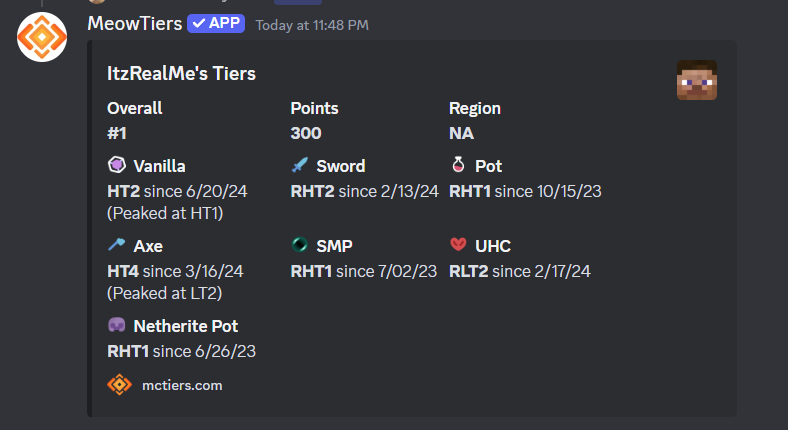 MeowTiers ✓ APP Today at 11:48 PM
ItzRealMe's Tiers
Overall Points Region
#1 300 NA
Vanilla Sword Pot
HT2 since 6/20/24 RHT2 since 2/13/24 RHT1 since 10/15/23
(Peaked at HT1)
Axe SMP UHC
HT4 since 3/16/24 RHT1 since 7/02/23 RLT2 since 2/17/24
(Peaked at LT2)
Netherite Pot
RHT1 since 6/26/23
mctiers.com